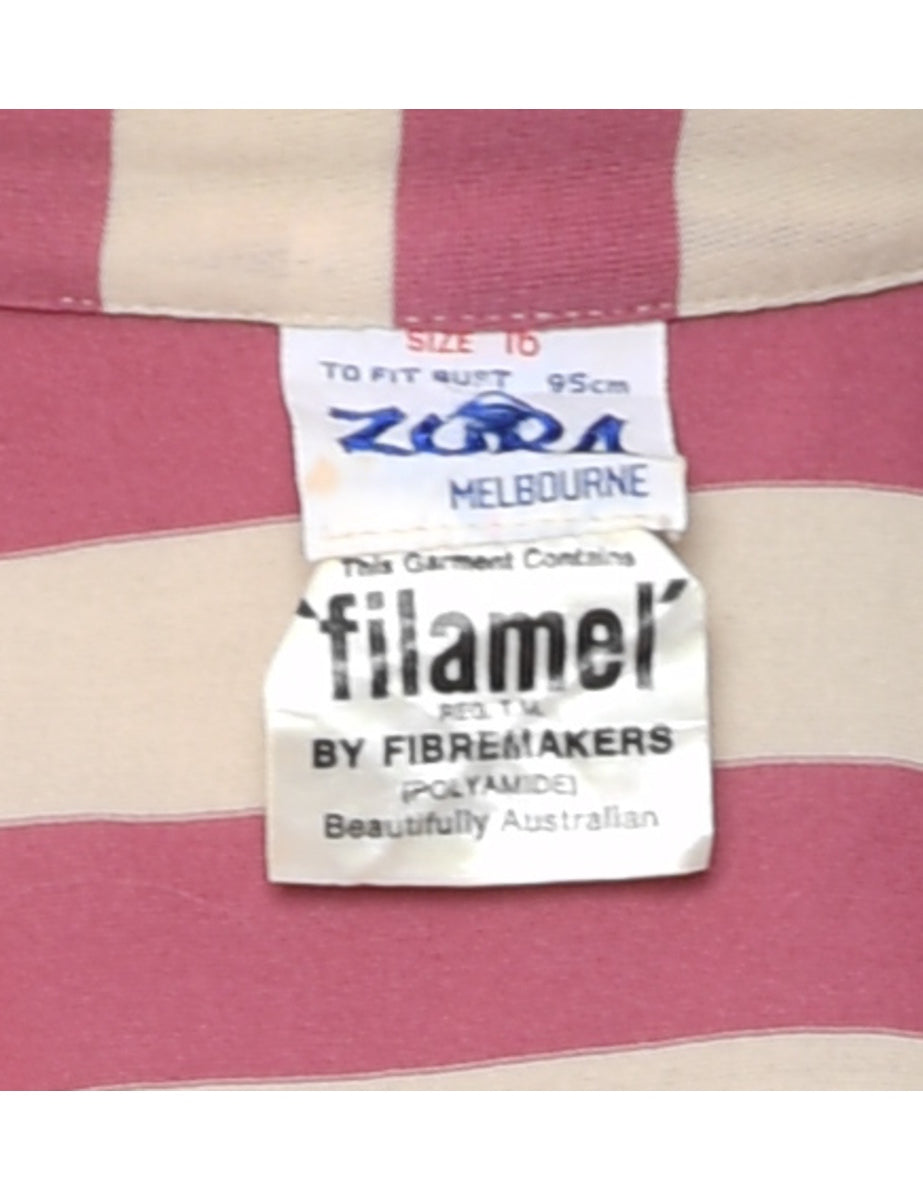 SIZE 16
TO FIT BUST 95cm
ZORA
MELBOURNE
This Garment Contains
'filamel'
REG. T.M.
BY FIBREMAKERS
(POLYAMIDE)
Beautifully Australian